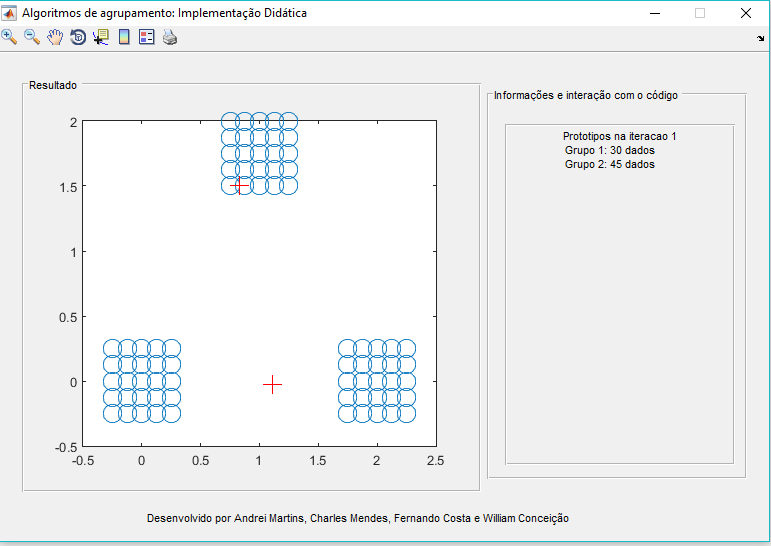 Algoritmos de agrupamento: Implementação Didática
Resultado
2
1.5
1
0.5
0
-0.5
-0.5 0 0.5 1 1.5 2 2.5
Informações e interação com o código
Prototipos na iteracao 1
Grupo 1: 30 dados
Grupo 2: 45 dados
Desenvolvido por Andrei Martins, Charles Mendes, Fernando Costa e William Conceição